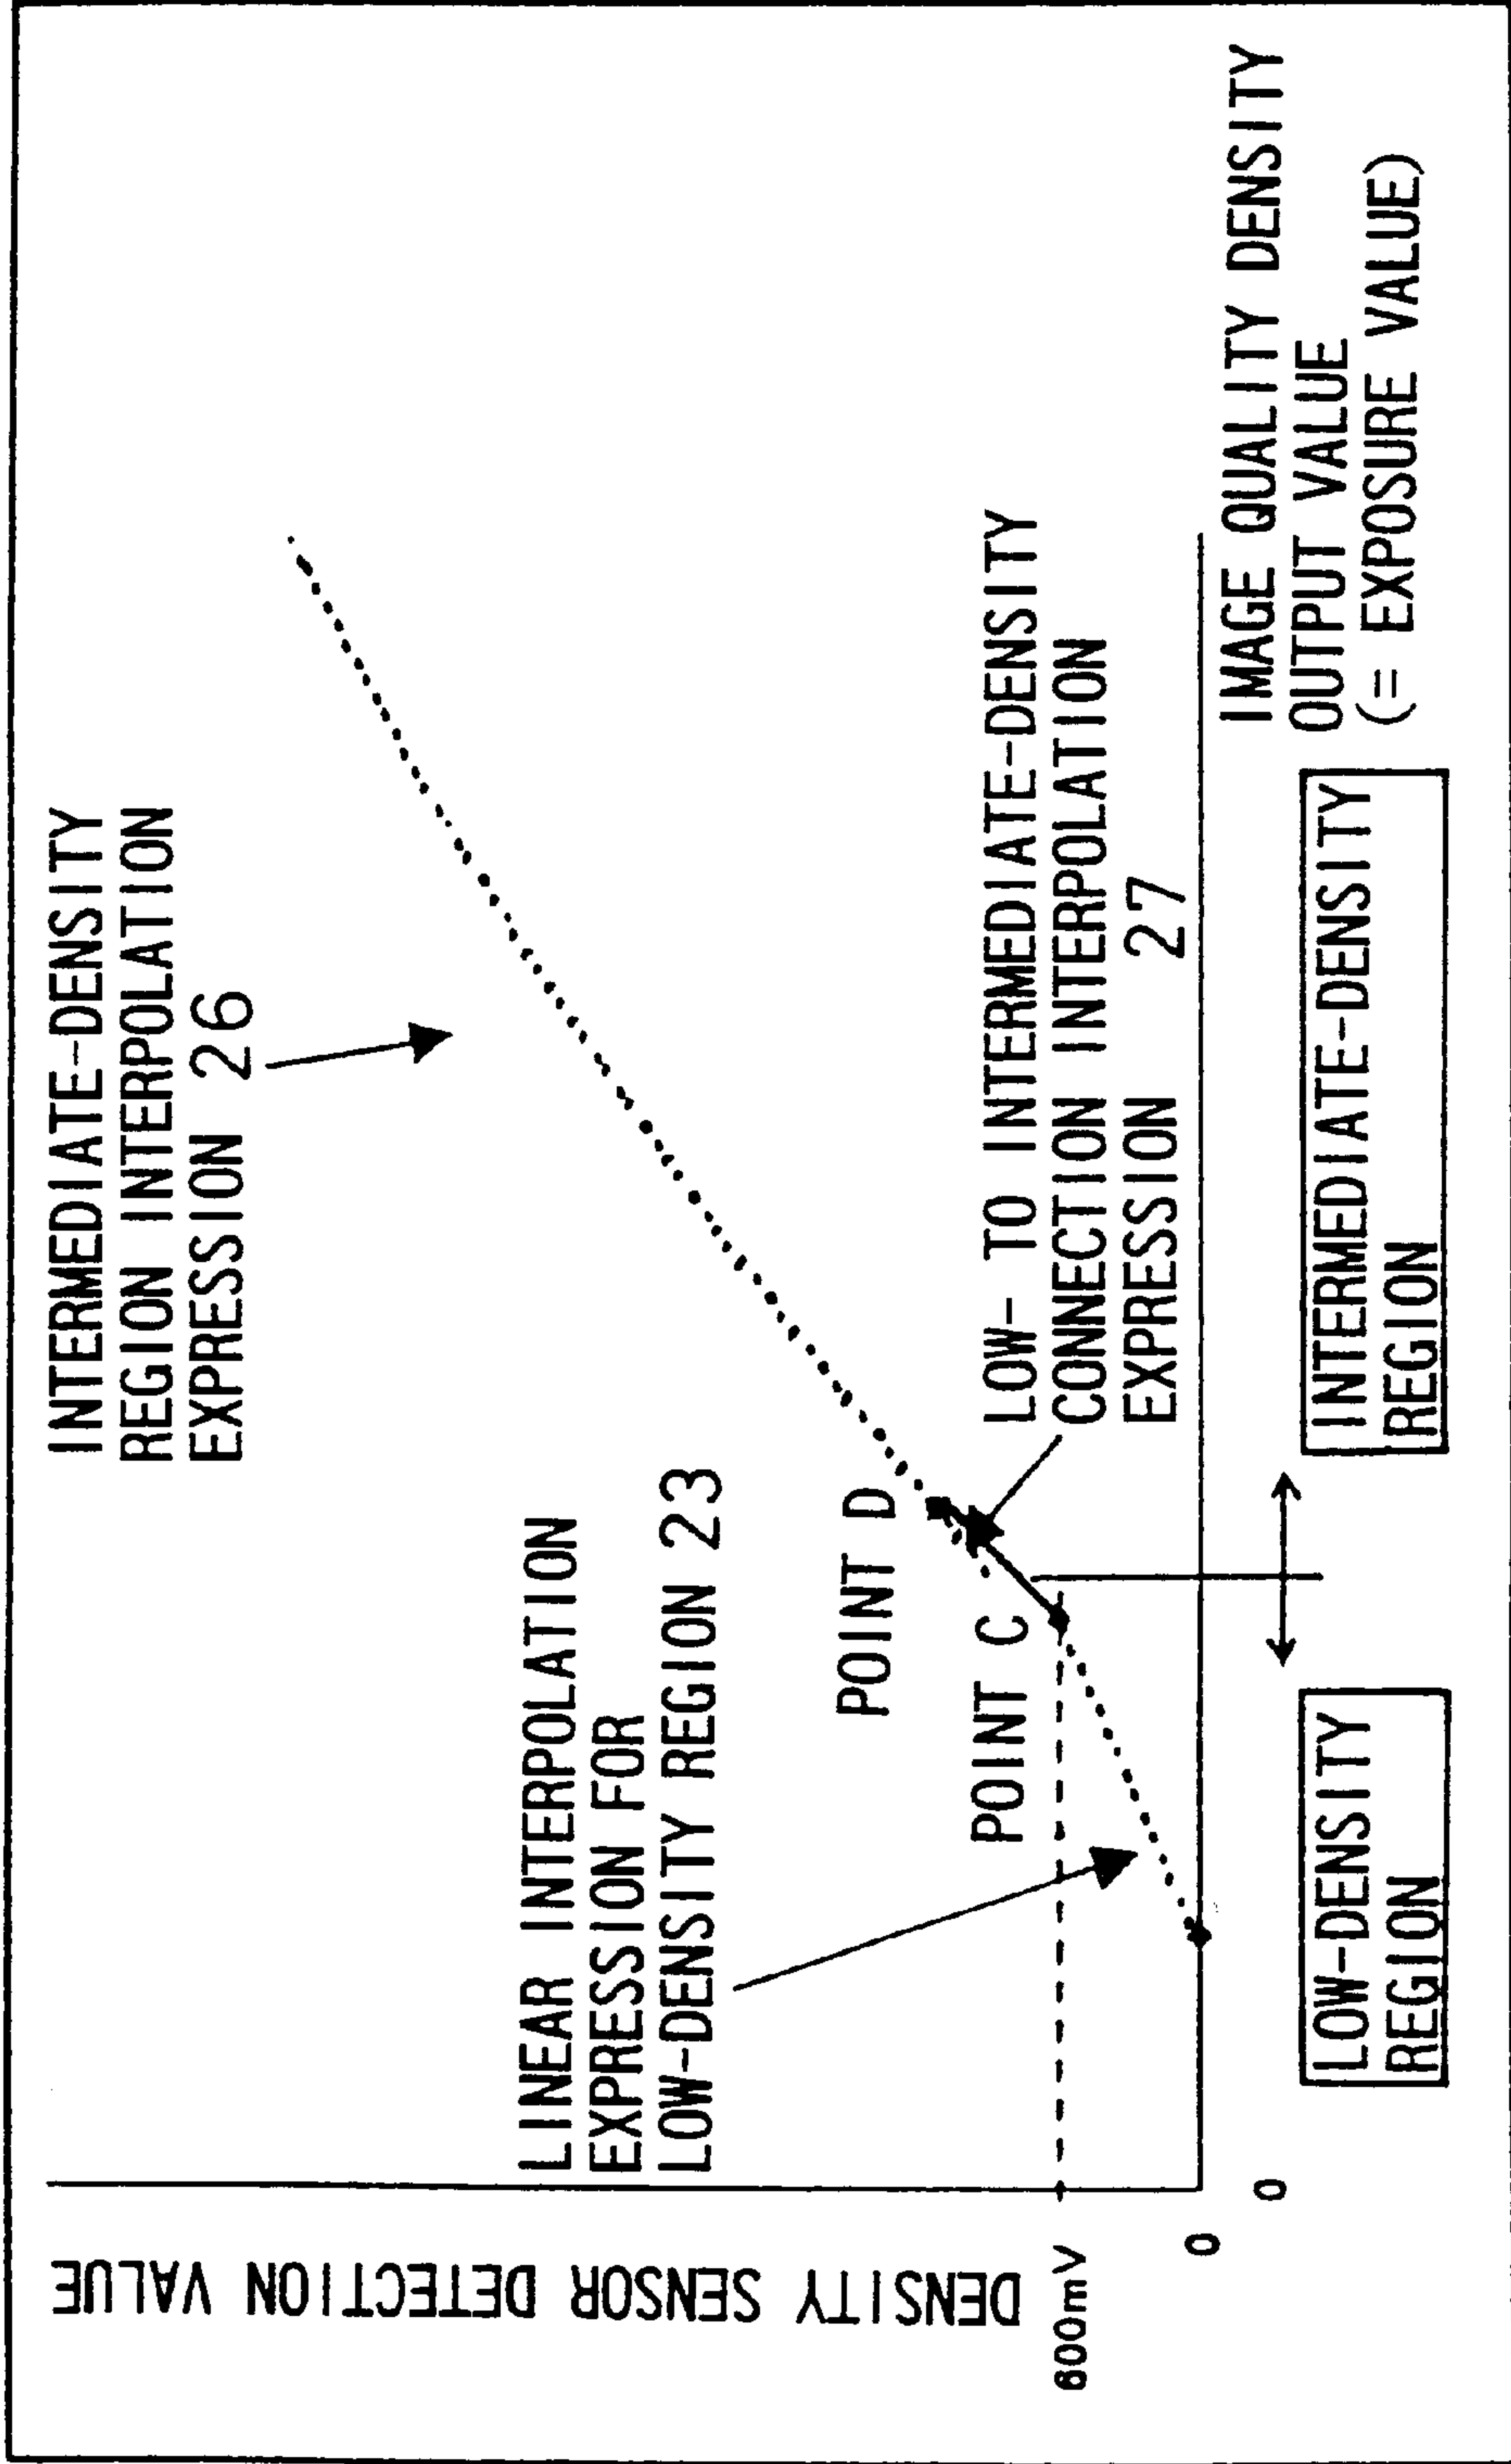 DENSITY SENSOR DETECTION VALUE
INTERMEDIATE-DENSITY
REGION INTERPOLATION
EXPRESSION 26
LINEAR INTERPOLATION
EXPRESSION FOR
LOW-DENSITY REGION 23
POINT D
POINT C
LOW- TO INTERMEDIATE-DENSITY
CONNECTION INTERPOLATION
EXPRESSION 27
600mV
0
0
IMAGE QUALITY DENSITY
OUTPUT VALUE
(= EXPOSURE VALUE)
LOW-DENSITY
REGION
INTERMEDIATE-DENSITY
REGION